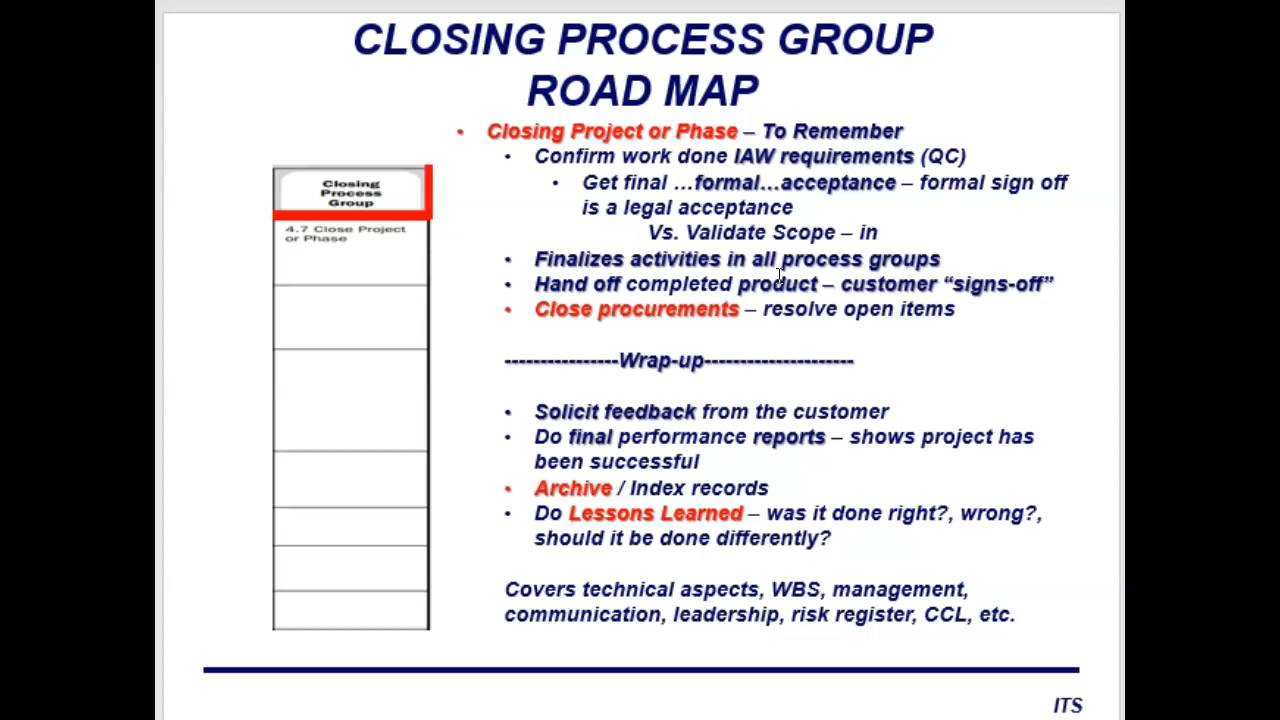 CLOSING PROCESS GROUP
ROAD MAP
Closing
Process
Group
4.7 Close Project
or Phase
• Closing Project or Phase – To Remember
• Confirm work done IAW requirements (QC)
• Get final …formal…acceptance – formal sign off
is a legal acceptance
Vs. Validate Scope – in
• Finalizes activities in all process groups
• Hand off completed product – customer “signs-off”
• Close procurements – resolve open items
----------------Wrap-up---------------------
• Solicit feedback from the customer
• Do final performance reports – shows project has
been successful
• Archive / Index records
• Do Lessons Learned – was it done right?, wrong?,
should it be done differently?
Covers technical aspects, WBS, management,
communication, leadership, risk register, CCL, etc.
ITS